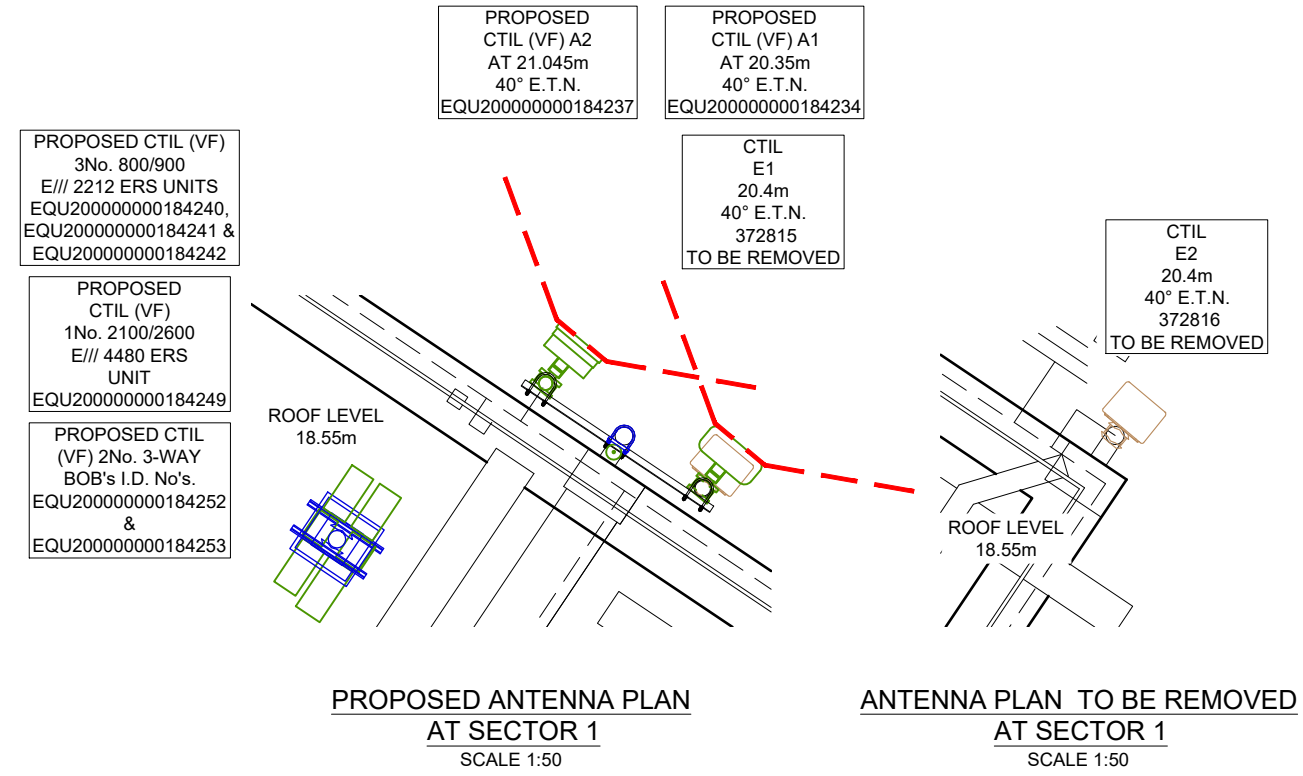 PROPOSED
CTIL (VF) A2
AT 21.045m
40° E.T.N.
EQU200000000184237
PROPOSED
CTIL (VF) A1
AT 20.35m
40° E.T.N.
EQU200000000184234
PROPOSED CTIL (VF)
3No. 800/900
E/// 2212 ERS UNITS
EQU200000000184240,
EQU200000000184241 &
EQU200000000184242
CTIL
E1
20.4m
40° E.T.N.
372815
TO BE REMOVED
CTIL
E2
20.4m
40° E.T.N.
372816
TO BE REMOVED
PROPOSED
CTIL (VF)
1No. 2100/2600
E/// 4480 ERS
UNIT
EQU200000000184249
PROPOSED CTIL
(VF) 2No. 3-WAY
BOB's I.D. No's.
EQU200000000184252
&
EQU200000000184253
ROOF LEVEL
18.55m
ROOF LEVEL
18.55m
PROPOSED ANTENNA PLAN
AT SECTOR 1
SCALE 1:50
ANTENNA PLAN TO BE REMOVED
AT SECTOR 1
SCALE 1:50